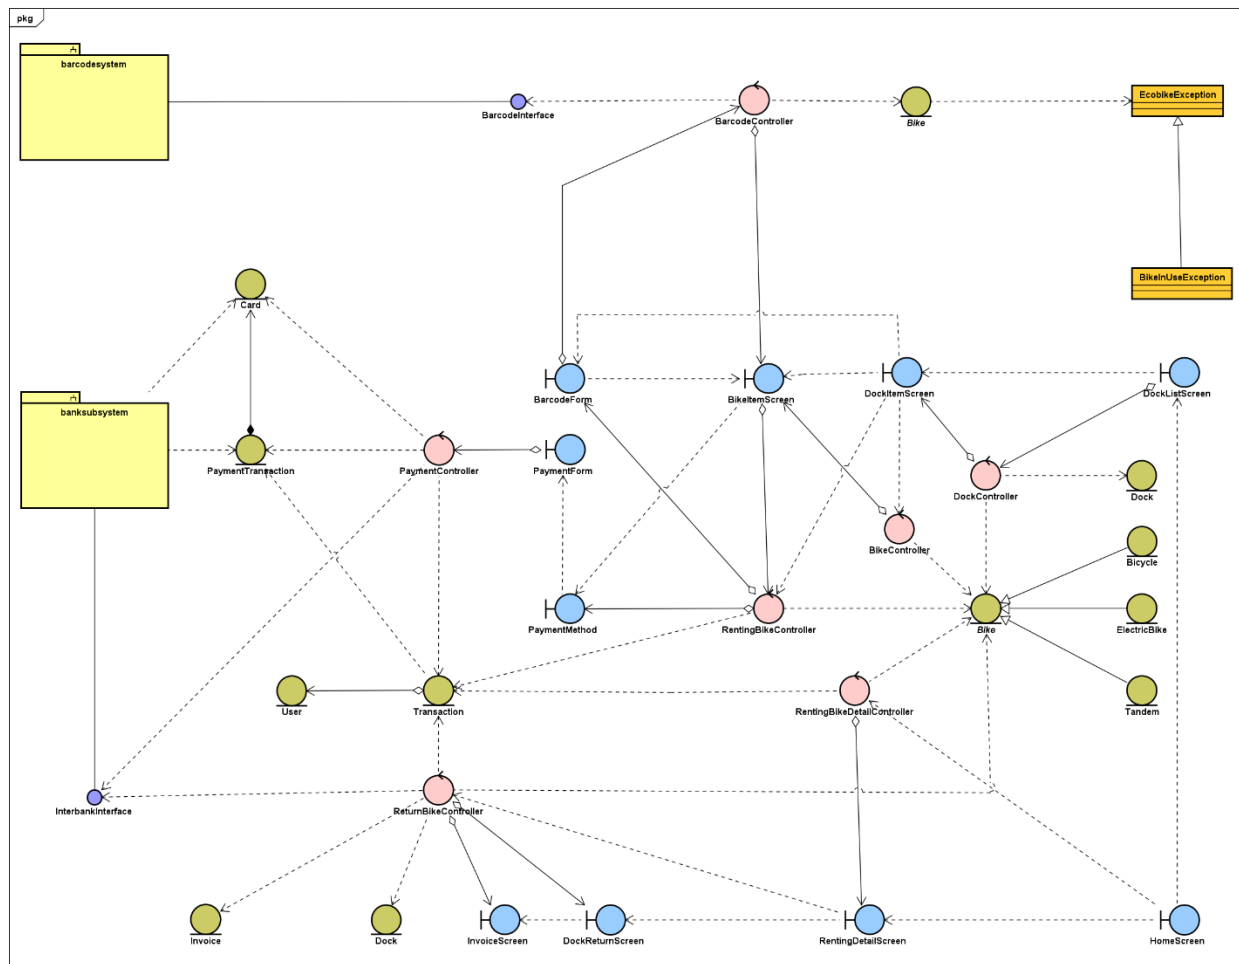 pkg
barcodesystem
BarcodeInterface
BarcodeController
Bike
EcobikeException
BikeInUseException
Card
banksubsystem
BarcodeForm
BikeItemScreen
DockItemScreen
DockListScreen
PaymentTransaction
PaymentController
PaymentForm
DockController
Dock
BikeController
Bicycle
PaymentMethod
RentingBikeController
Bike
ElectricBike
User
Transaction
RentingBikeDetailController
Tandem
InterbankInterface
ReturnBikeController
Invoice
Dock
InvoiceScreen
DockReturnScreen
RentingDetailScreen
HomeScreen